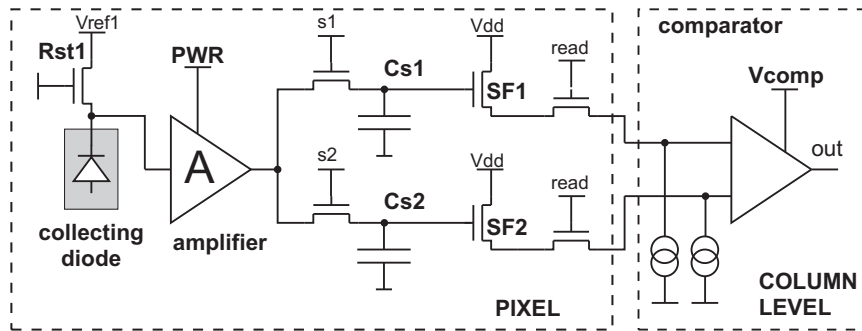 Vref1
Rst1
PWR
A
collecting
diode
amplifier
s1
Cs1
Vdd
SF1
read
s2
Cs2
Vdd
SF2
read
PIXEL
comparator
Vcomp
out
COLUMN
LEVEL